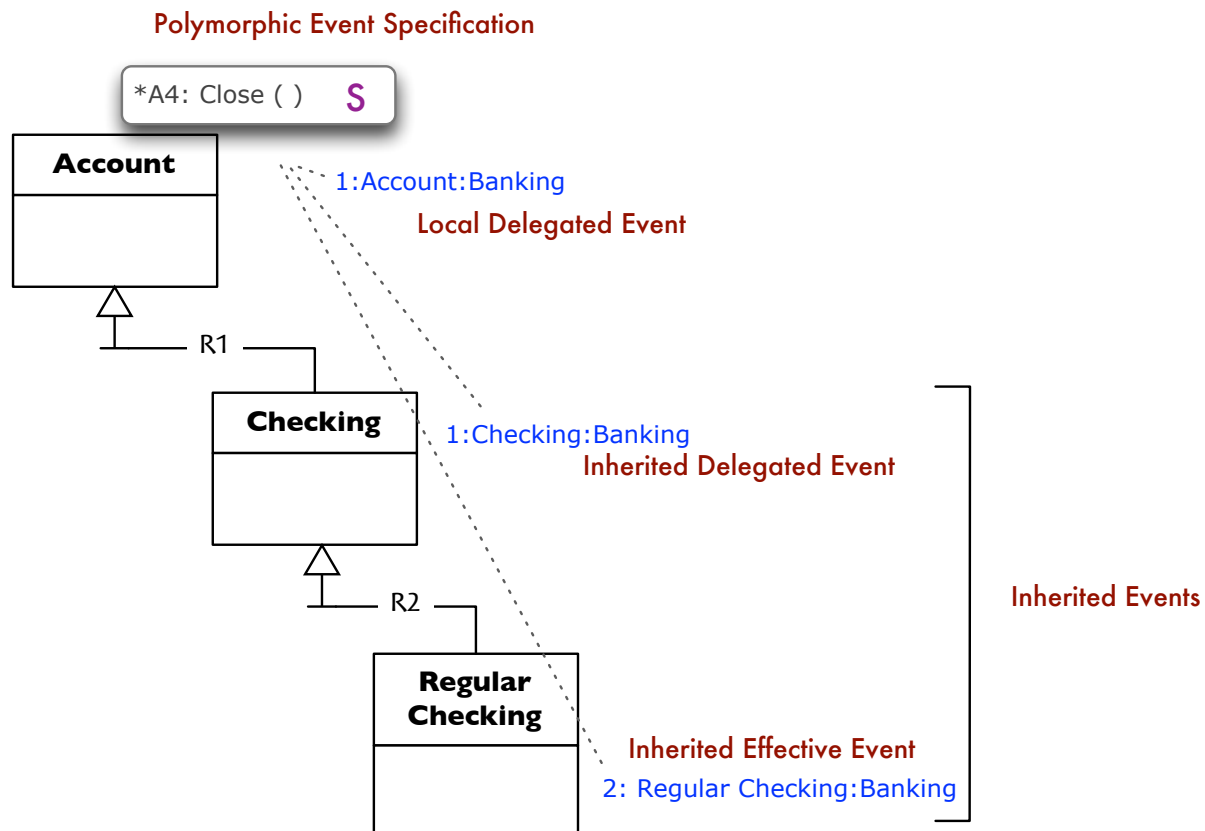 Polymorphic Event Specification
*A4: Close ( ) S
Account
1:Account:Banking
Local Delegated Event
R1
Checking
1:Checking:Banking
Inherited Delegated Event
Inherited Events
R2
Regular
Checking
Inherited Effective Event
2: Regular Checking:Banking